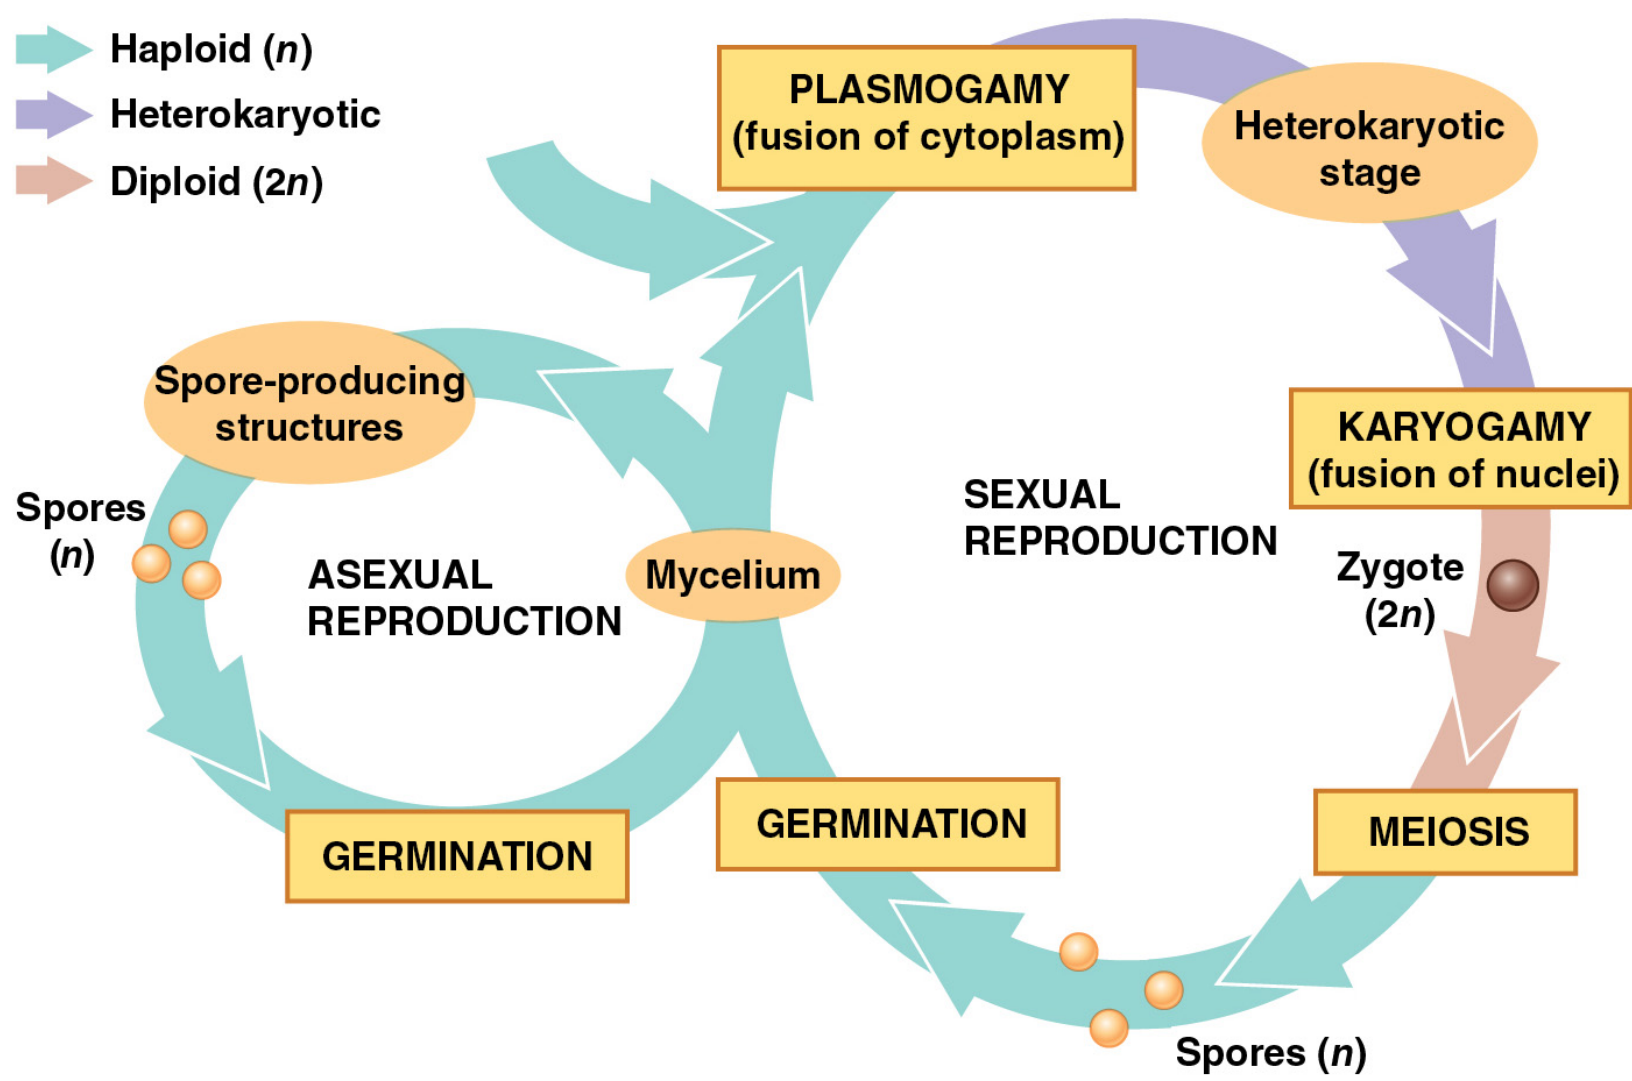 Haploid (n)
Heterokaryotic
Diploid (2n)
PLASMOGAMY
(fusion of cytoplasm)
Heterokaryotic
stage
Spore-producing
structures
KARYOGAMY
(fusion of nuclei)
Spores
(n)
SEXUAL
REPRODUCTION
ASEXUAL
REPRODUCTION
Mycelium
Zygote
(2n)
GERMINATION
GERMINATION
MEIOSIS
Spores (n)